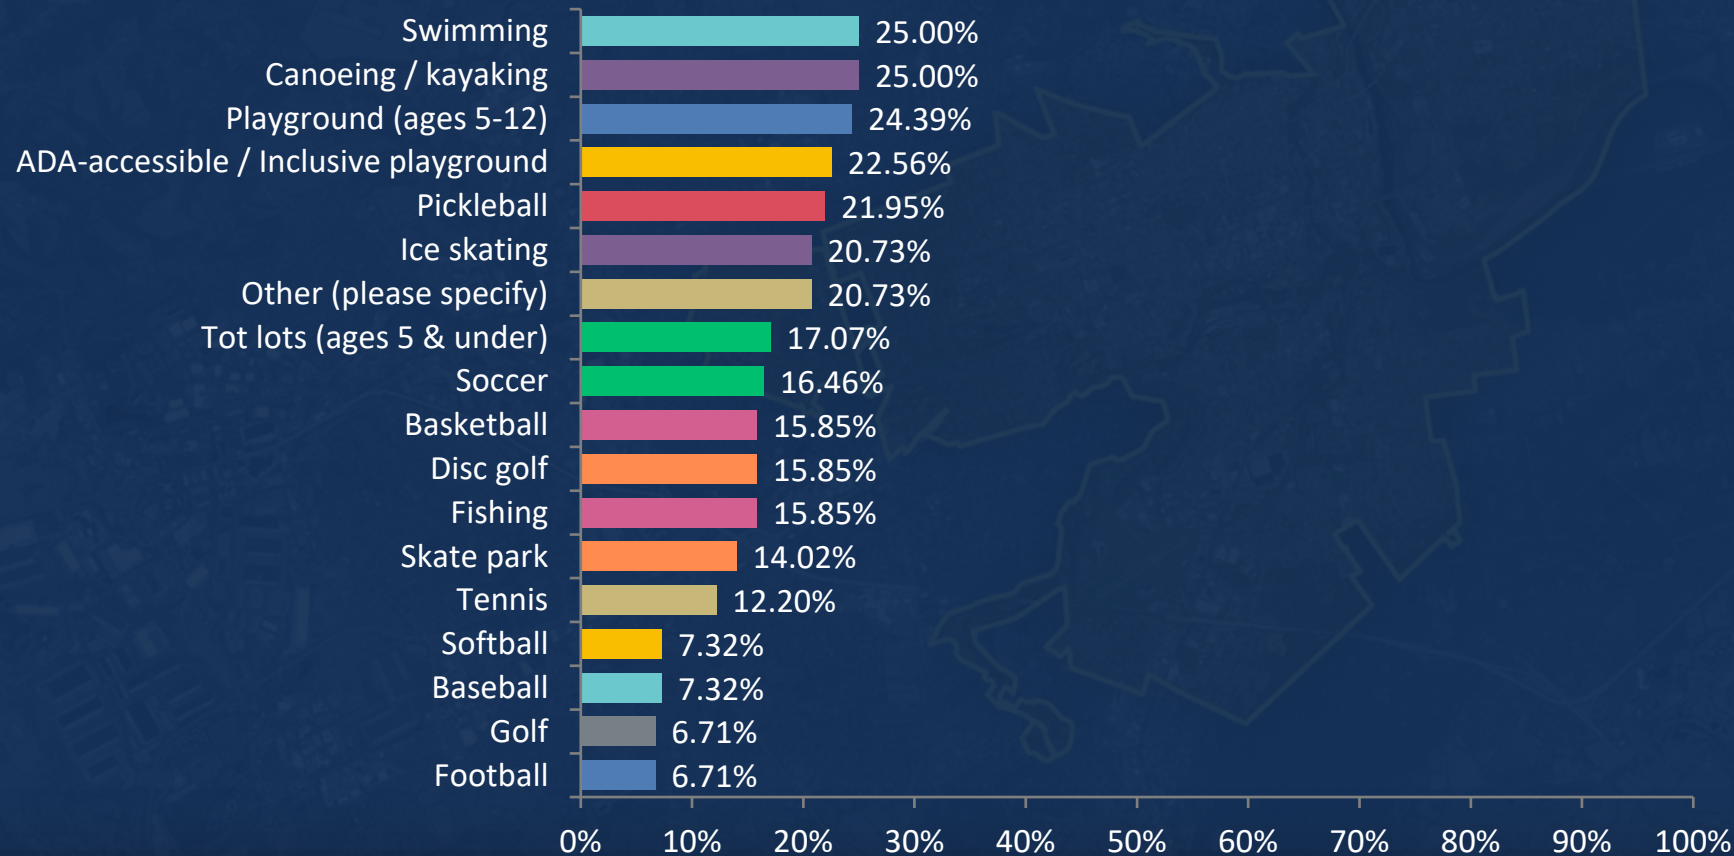 Swimming 25.00%
Canoeing / kayaking 25.00%
Playground (ages 5-12) 24.39%
ADA-accessible / Inclusive playground 22.56%
Pickleball 21.95%
Ice skating 20.73%
Other (please specify) 20.73%
Tot lots (ages 5 & under) 17.07%
Soccer 16.46%
Basketball 15.85%
Disc golf 15.85%
Fishing 15.85%
Skate park 14.02%
Tennis 12.20%
Softball 7.32%
Baseball 7.32%
Golf 6.71%
Football 6.71%
0% 10% 20% 30% 40% 50% 60% 70% 80% 90% 100%